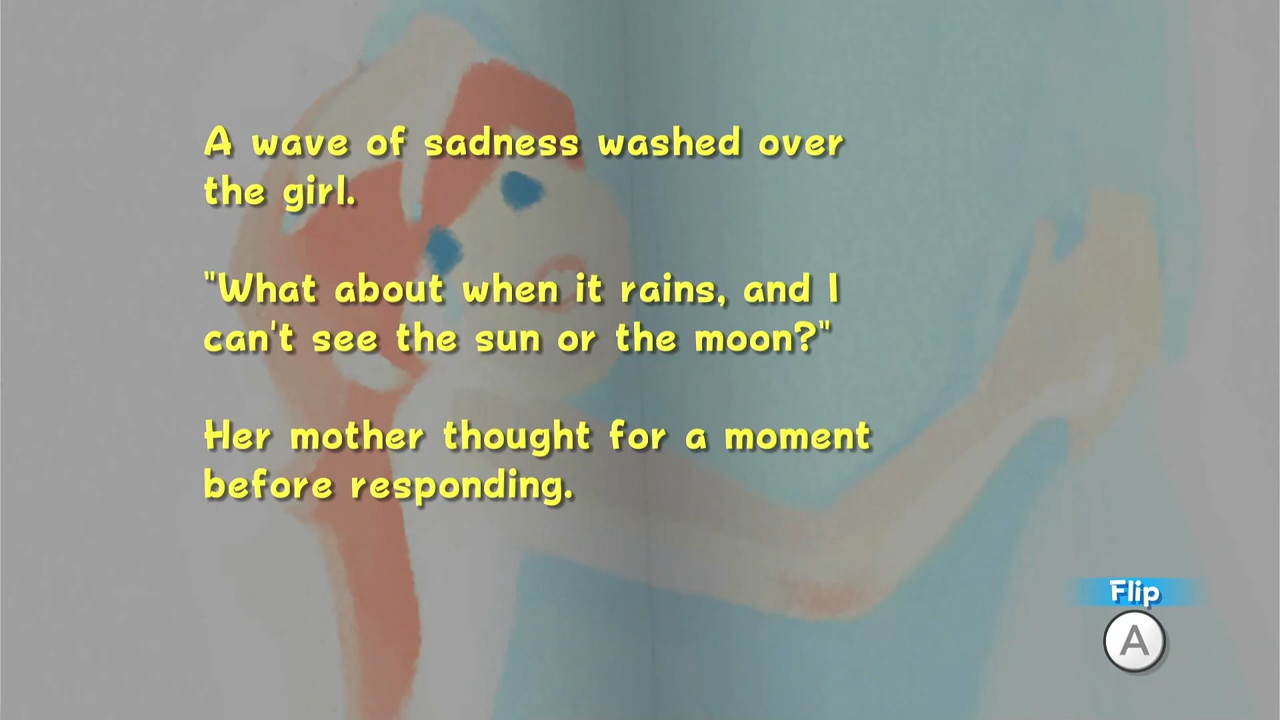 A wave of sadness washed over
the girl.
"What about when it rains, and I
can't see the sun or the moon?"
Her mother thought for a moment
before responding.
Flip
A